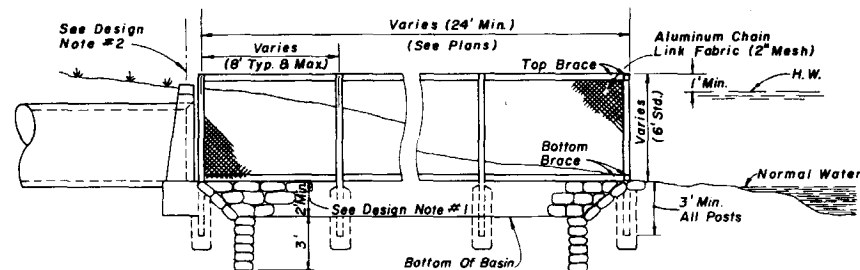 See Design
Note #2
Varies (24' Min.)
(See Plans)
Varies
(8' Typ. & Max)
Aluminum Chain
Link Fabric (2" Mesh)
Top Brace
H.W.
1' Min.
Varies
(6' Std.)
Bottom
Brace
Normal Water
2' Min.
See Design Note #1
3' Min.
All Posts
3'
Bottom Of Basin